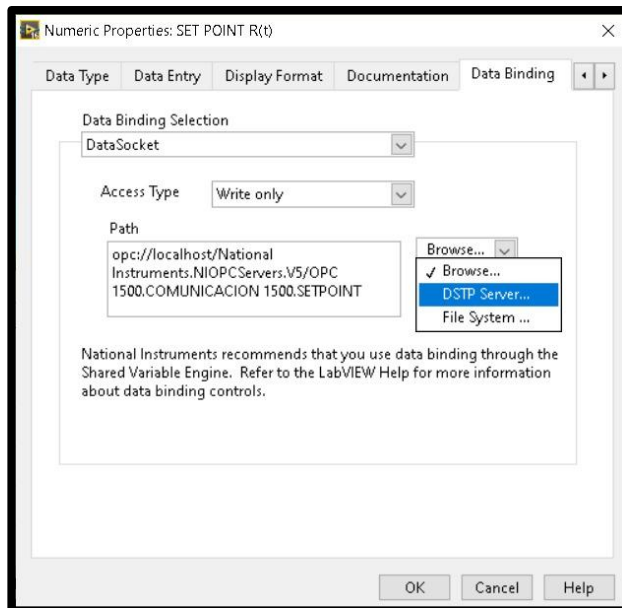 Numeric Properties: SET POINT R(t)
Data Type
Data Entry
Display Format
Documentation
Data Binding
Data Binding Selection
DataSocket
Access Type
Write only
Path
opc://localhost/National
Instruments.NIOPCServers.V5/OPC
1500.COMUNICACION 1500.SETPOINT
Browse...
✓ Browse...
DSTP Server...
File System ...
National Instruments recommends that you use data binding through the
Shared Variable Engine. Refer to the LabVIEW Help for more information
about data binding controls.
OK
Cancel
Help